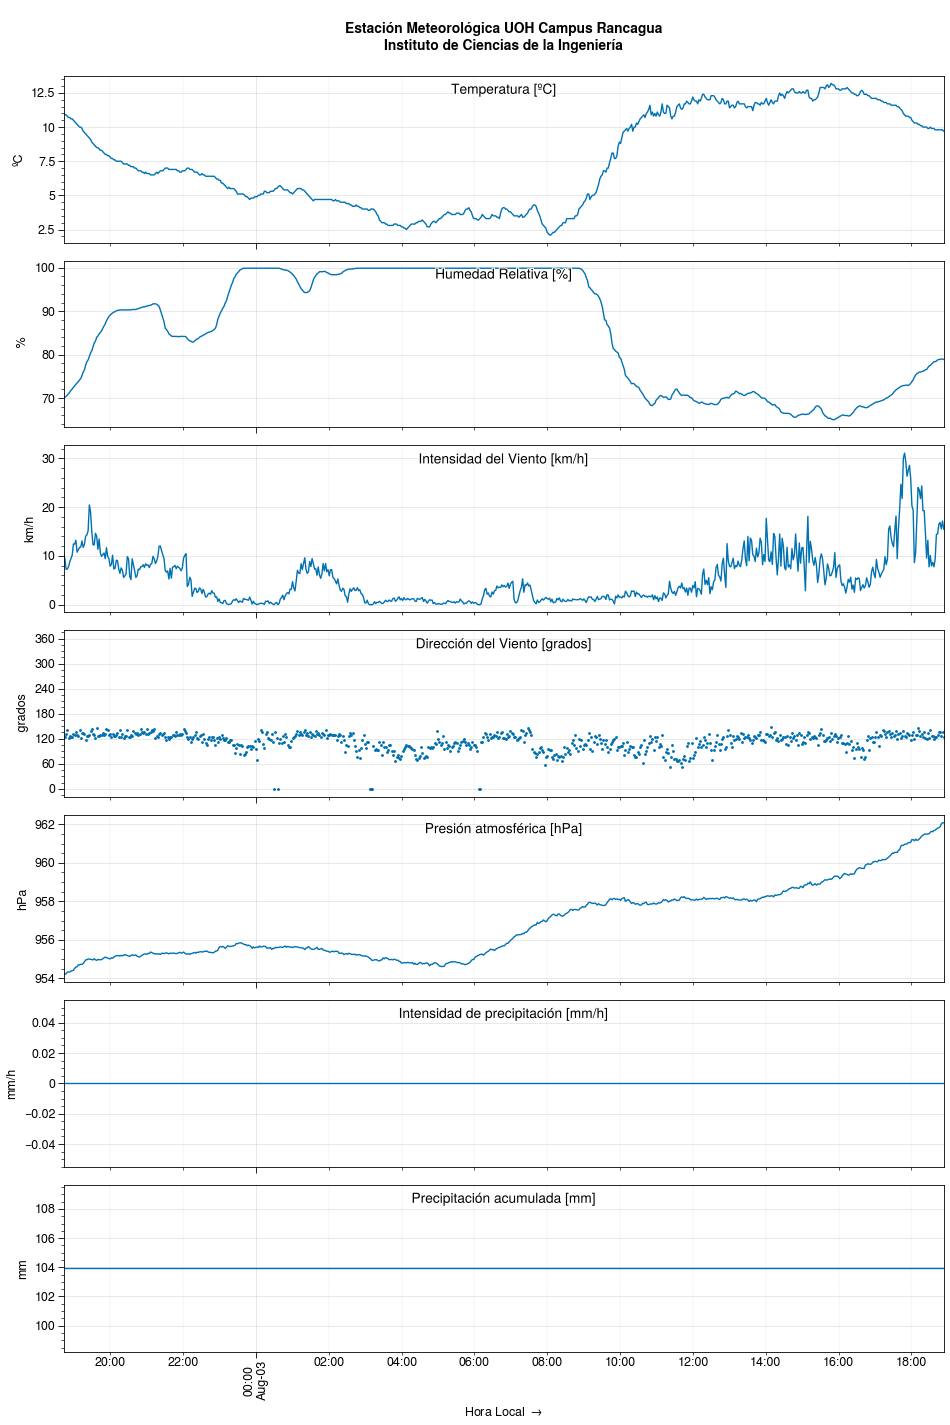 Estación Meteorológica UOH Campus Rancagua
Instituto de Ciencias de la Ingeniería
Temperatura [ºC]
12.5
10
7.5
5
2.5
ºC
Humedad Relativa [%]
100
90
80
70
%
Intensidad del Viento [km/h]
30
20
10
0
km/h
Dirección del Viento [grados]
360
300
240
180
120
60
0
grados
Presión atmosférica [hPa]
962
960
958
956
954
hPa
Intensidad de precipitación [mm/h]
0.04
0.02
0
−0.02
−0.04
mm/h
Precipitación acumulada [mm]
108
106
104
102
100
mm
20:00 22:00 00:00 02:00 04:00 06:00 08:00 10:00 12:00 14:00 16:00 18:00
Aug-03
Hora Local →